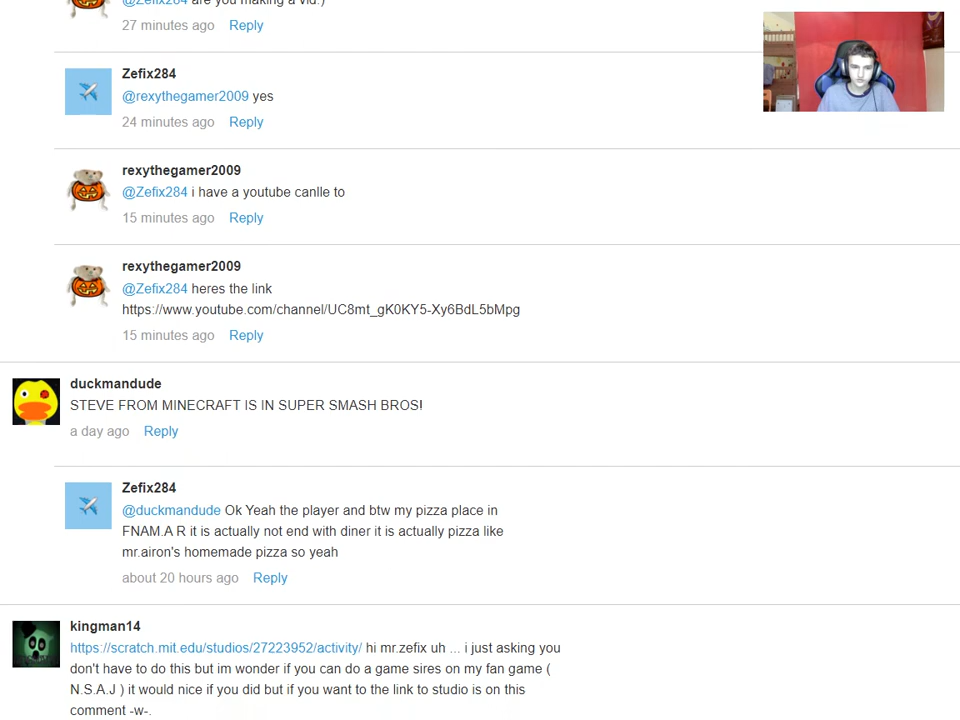 @Zefix284 are you making a vid:)
27 minutes ago Reply
Zefix284
@rexythegamer2009 yes
24 minutes ago Reply
rexythegamer2009
@Zefix284 i have a youtube canlle to
15 minutes ago Reply
rexythegamer2009
@Zefix284 heres the link
https://www.youtube.com/channel/UC8mt_gK0KY5-Xy6BdL5bMpg
15 minutes ago Reply
duckmandude
STEVE FROM MINECRAFT IS IN SUPER SMASH BROS!
a day ago Reply
Zefix284
@duckmandude Ok Yeah the player and btw my pizza place in
FNAM.A R it is actually not end with diner it is actually pizza like
mr.airon's homemade pizza so yeah
about 20 hours ago Reply
kingman14
https://scratch.mit.edu/studios/27223952/activity/ hi mr.zefix uh ... i just asking you
don't have to do this but im wonder if you can do a game sires on my fan game (
N.S.A.J ) it would nice if you did but if you want to the link to studio is on this
comment -w-.